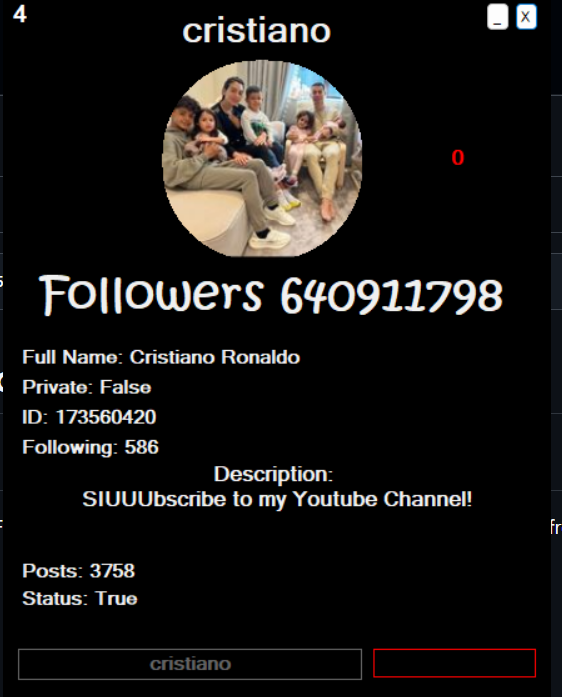 4
_ X
cristiano
0
Followers 640911798
Full Name: Cristiano Ronaldo
Private: False
ID: 173560420
Following: 586
Description:
SIUUUbscribe to my Youtube Channel!
fr
Posts: 3758
Status: True
cristiano